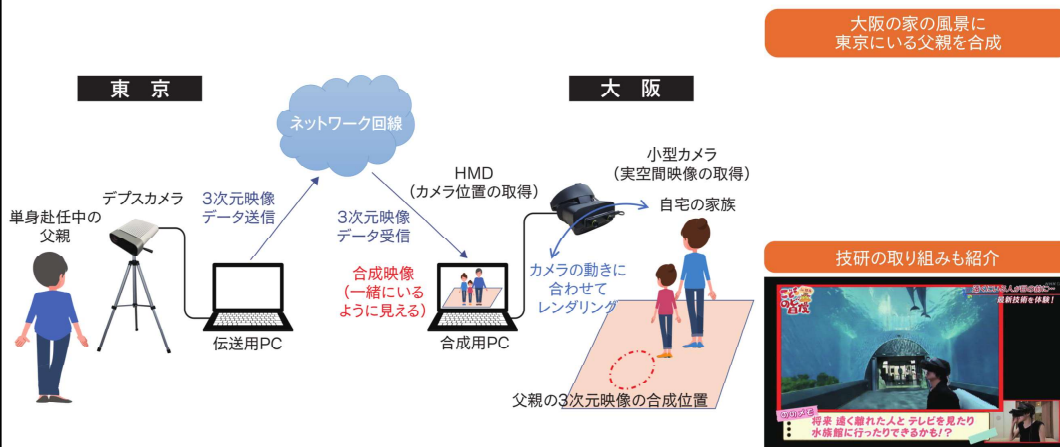 大阪の家の風景に
東京にいる父親を合成
東　京
大　阪
ネットワーク回線
小型カメラ
（実空間映像の取得）
HMD
（カメラ位置の取得）
デプスカメラ
3次元映像
データ送信
3次元映像
データ受信
自宅の家族
単身赴任中の
父親
合成映像
（一緒にいる
ように見える）
カメラの動きに
合わせて
レンダリング
伝送用PC
合成用PC
父親の3次元映像の合成位置
技研の取り組みも紹介
最新技術を体験！
将来 遠く離れた人と テレビを見たり
水族館に行ったりできるかも!?